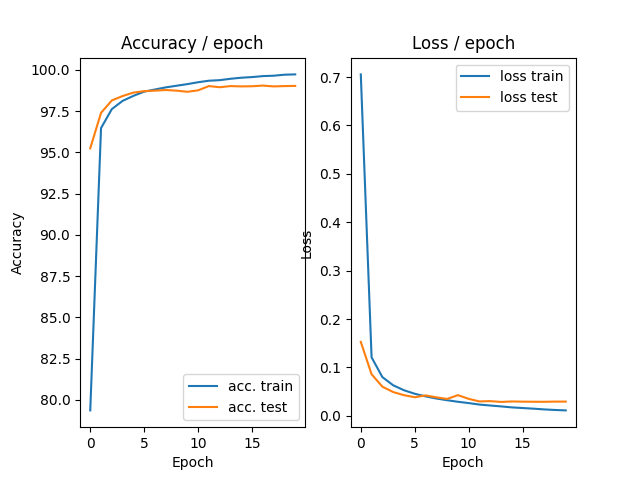 Accuracy / epoch
100.0
97.5
95.0
92.5
90.0
87.5
85.0
82.5
80.0
Accuracy
acc. train
acc. test
0 5 10 15
Epoch
Loss / epoch
0.7
0.6
0.5
0.4
0.3
0.2
0.1
0.0
Loss
loss train
loss test
0 5 10 15
Epoch